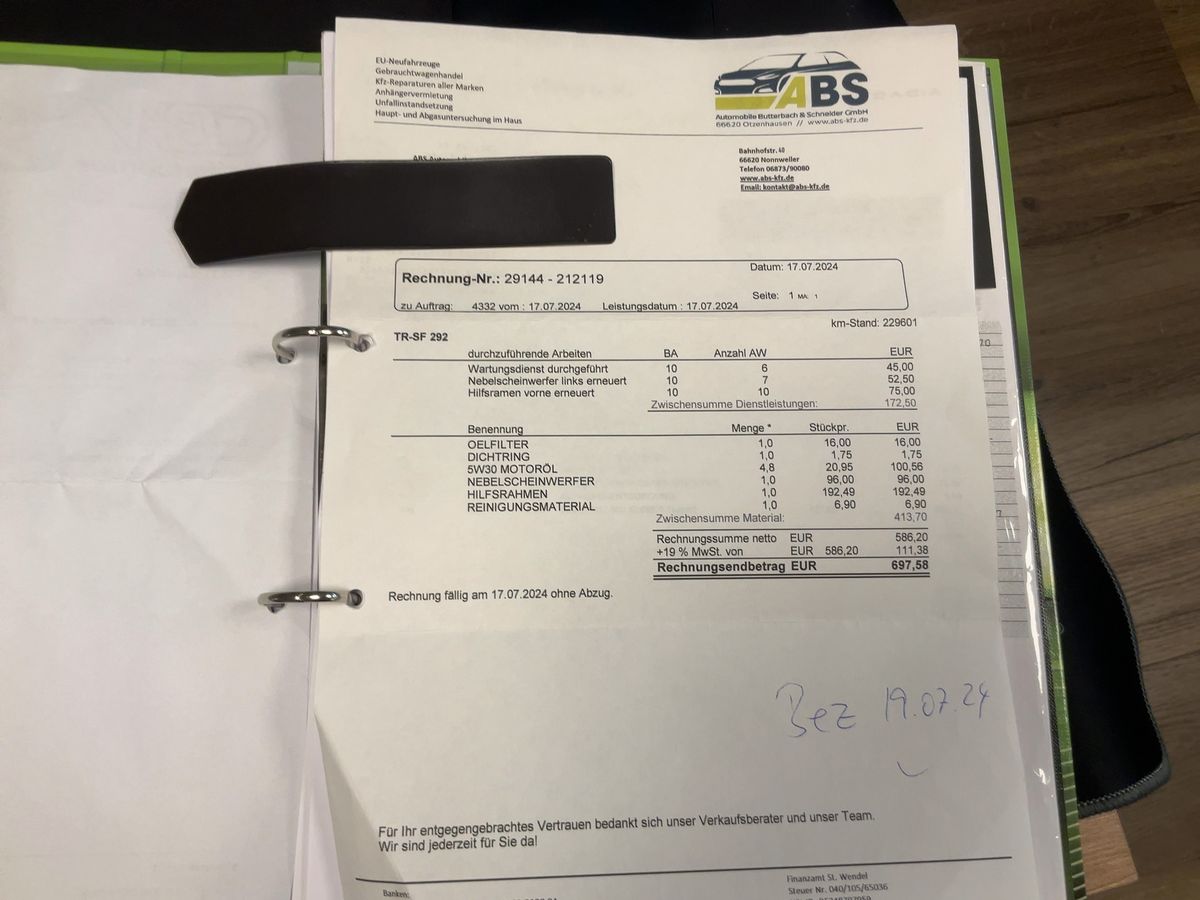 EU-Neufahrzeuge
Gebrauchtwagenhandel
Kfz-Reparaturen aller Marken
Anhängervermietung
Unfallinstandsetzung
Haupt- und Abgasuntersuchung im Haus
ABS
Automobile Butterbach & Schneider GmbH
66620 Otzenhausen // www.abs-kfz.de
Bahnhofstr. 40
66620 Nonnweiler
Telefon 06873/90080
www.abs-kfz.de
Email: kontakt@abs-kfz.de
Rechnung-Nr.: 29144 - 212119
Datum: 17.07.2024
Seite: 1 MA: 1
zu Auftrag: 4332 vom : 17.07.2024 Leistungsdatum : 17.07.2024
km-Stand: 229601
TR-SF 292
durchzuführende Arbeiten BA Anzahl AW EUR
Wartungsdienst durchgeführt 10 6 45,00
Nebelscheinwerfer links erneuert 10 7 52,50
Hilfsramen vorne erneuert 10 10 75,00
Zwischensumme Dienstleistungen: 172,50
Benennung Menge * Stückpr. EUR
OELFILTER 1,0 16,00 16,00
DICHTRING 1,0 1,75 1,75
5W30 MOTORÖL 4,8 20,95 100,56
NEBELSCHEINWERFER 1,0 96,00 96,00
HILFSRAHMEN 1,0 192,49 192,49
REINIGUNGSMATERIAL 1,0 6,90 6,90
Zwischensumme Material: 413,70
Rechnungssumme netto EUR 586,20
+19 % MwSt. von EUR 586,20 111,38
Rechnungsendbetrag EUR 697,58
Rechnung fällig am 17.07.2024 ohne Abzug.
Bez 19.07.24
Für Ihr entgegengebrachtes Vertrauen bedankt sich unser Verkaufsberater und unser Team.
Wir sind jederzeit für Sie da!
Banken:
Finanzamt St. Wendel
Steuer Nr. 040/105/65036